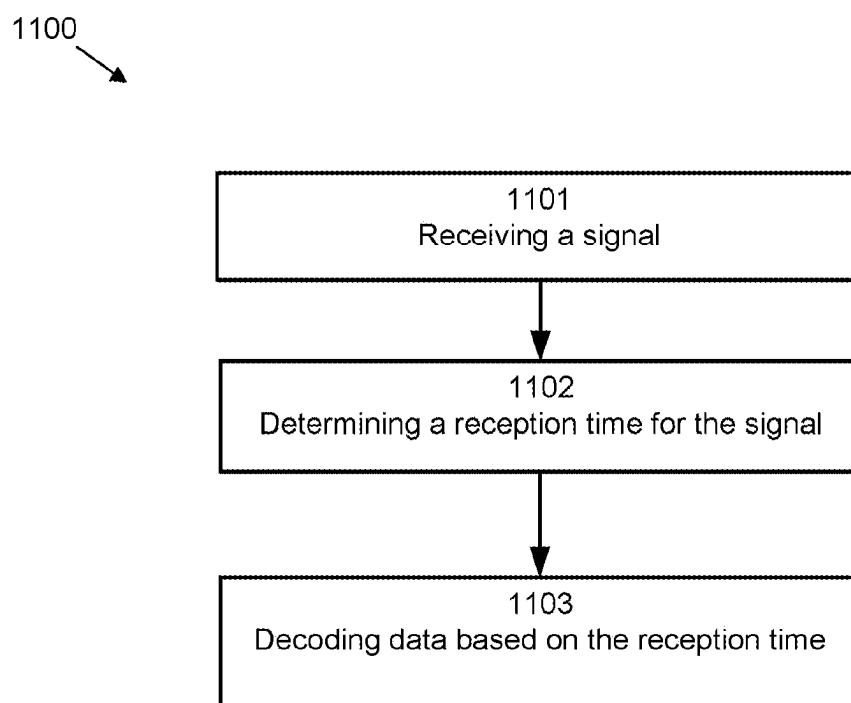 1100
1101
Receiving a signal
1102
Determining a reception time for the signal
1103
Decoding data based on the reception time